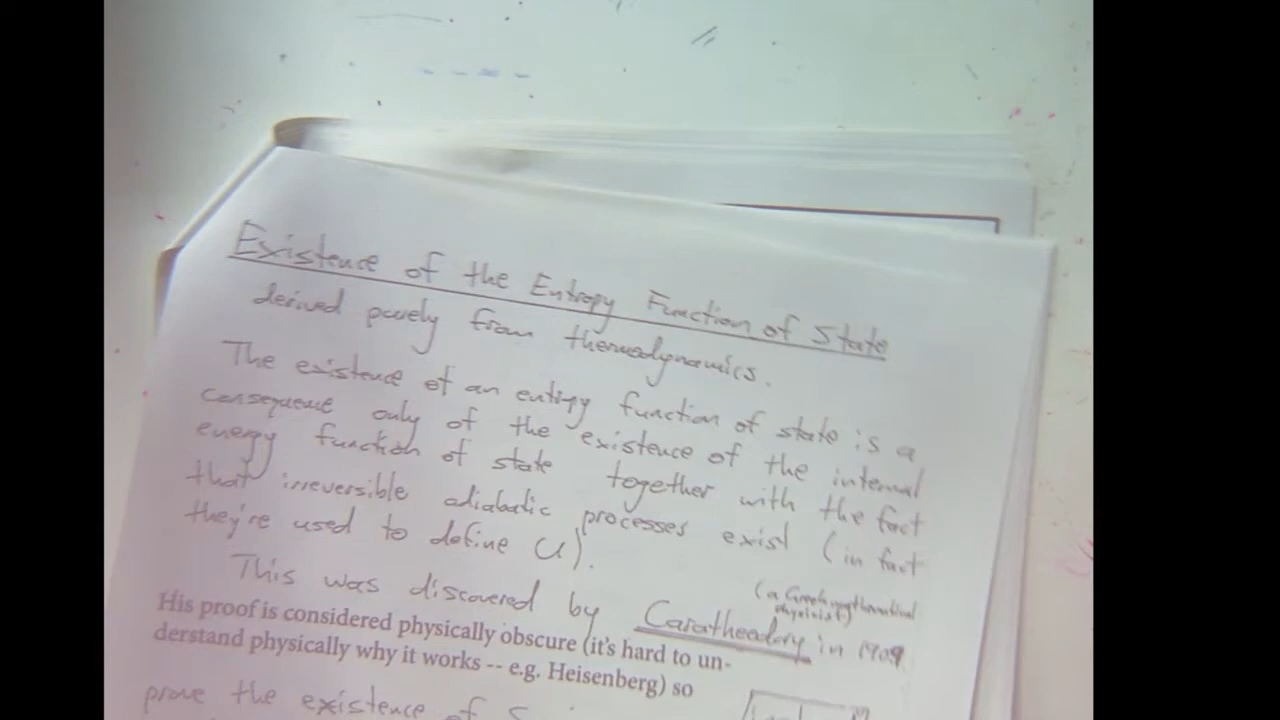 Existence of the Entropy Function of State
derived purely from thermodynamics.
The existence of an entropy function of state is a
consequence only of the existence of the internal
energy function of state together with the fact
that irreversible adiabatic processes exist (in fact
they're used to define U).
This was discovered by Caratheodory in 1909
(a Greek mathematical
physicist)
His proof is considered physically obscure (it's hard to un-
derstand physically why it works -- e.g. Heisenberg) so
prove the existence of S